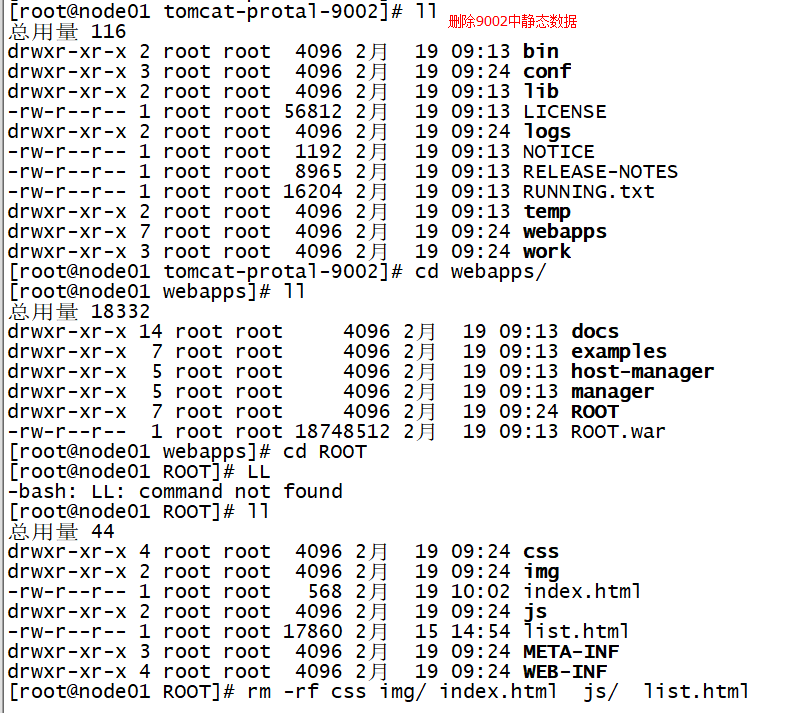 [root@node01 tomcat-protal-9002]# ll
删除9002中静态数据
总用量 116
drwxr-xr-x 2 root root  4096 2月  19 09:13 bin
drwxr-xr-x 3 root root  4096 2月  19 09:24 conf
drwxr-xr-x 2 root root  4096 2月  19 09:13 lib
-rw-r--r-- 1 root root 56812 2月  19 09:13 LICENSE
drwxr-xr-x 2 root root  4096 2月  19 09:24 logs
-rw-r--r-- 1 root root  1192 2月  19 09:13 NOTICE
-rw-r--r-- 1 root root  8965 2月  19 09:13 RELEASE-NOTES
-rw-r--r-- 1 root root 16204 2月  19 09:13 RUNNING.txt
drwxr-xr-x 2 root root  4096 2月  19 09:13 temp
drwxr-xr-x 7 root root  4096 2月  19 09:24 webapps
drwxr-xr-x 3 root root  4096 2月  19 09:24 work
[root@node01 tomcat-protal-9002]# cd webapps/
[root@node01 webapps]# ll
总用量 18332
drwxr-xr-x 14 root root     4096 2月  19 09:13 docs
drwxr-xr-x  7 root root     4096 2月  19 09:13 examples
drwxr-xr-x  5 root root     4096 2月  19 09:13 host-manager
drwxr-xr-x  5 root root     4096 2月  19 09:13 manager
drwxr-xr-x  7 root root     4096 2月  19 09:24 ROOT
-rw-r--r--  1 root root 18748512 2月  19 09:13 ROOT.war
[root@node01 webapps]# cd ROOT
[root@node01 ROOT]# LL
-bash: LL: command not found
[root@node01 ROOT]# ll
总用量 44
drwxr-xr-x 4 root root  4096 2月  19 09:24 css
drwxr-xr-x 2 root root  4096 2月  19 09:24 img
-rw-r--r-- 1 root root   568 2月  19 10:02 index.html
drwxr-xr-x 2 root root  4096 2月  19 09:24 js
-rw-r--r-- 1 root root 17860 2月  15 14:54 list.html
drwxr-xr-x 3 root root  4096 2月  19 09:24 META-INF
drwxr-xr-x 4 root root  4096 2月  19 09:24 WEB-INF
[root@node01 ROOT]# rm -rf css img/ index.html  js/  list.html